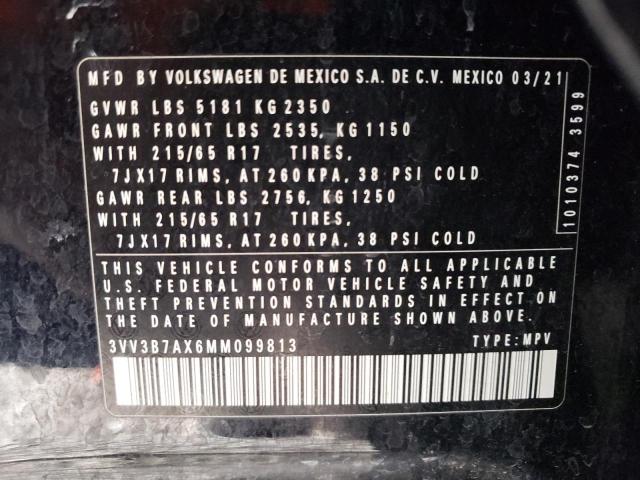 MFD BY VOLKSWAGEN DE MEXICO S.A. DE C.V. MEXICO 03/21
GVWR LBS 5181 KG 2350
GAWR FRONT LBS 2535, KG 1150
WITH 215/65 R17 TIRES,
7JX17 RIMS, AT 260 KPA, 38 PSI COLD
GAWR REAR LBS 2756, KG 1250
WITH 215/65 R17 TIRES,
7JX17 RIMS, AT 260 KPA, 38 PSI COLD
1010374 3599
THIS VEHICLE CONFORMS TO ALL APPLICABLE
U.S. FEDERAL MOTOR VEHICLE SAFETY AND
THEFT PREVENTION STANDARDS IN EFFECT ON
THE DATE OF MANUFACTURE SHOWN ABOVE.
3VV3B7AX6MM099813 TYPE: MPV